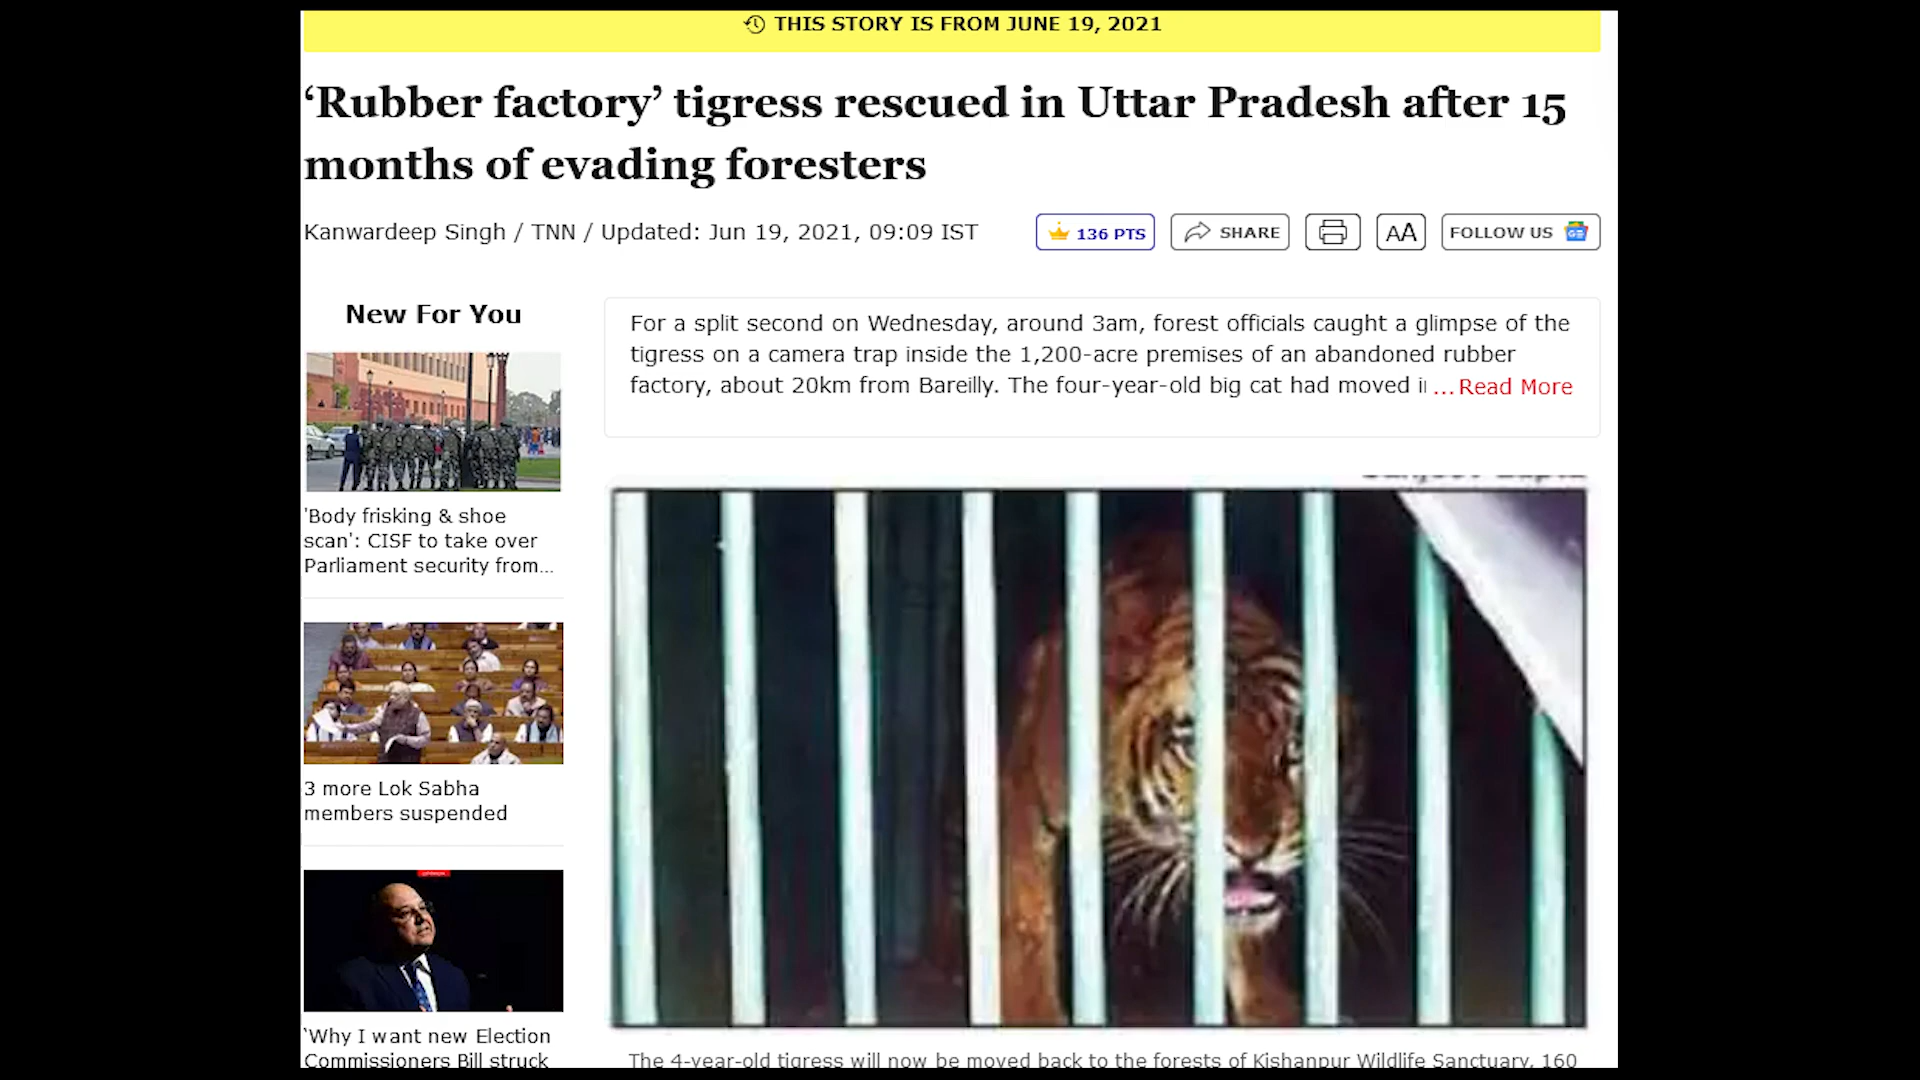 THIS STORY IS FROM JUNE 19, 2021
‘Rubber factory’ tigress rescued in Uttar Pradesh after 15
months of evading foresters
Kanwardeep Singh / TNN / Updated: Jun 19, 2021, 09:09 IST
136 PTS
SHARE
AA
FOLLOW US
New For You
'Body frisking & shoe
scan': CISF to take over
Parliament security from...
3 more Lok Sabha
members suspended
‘Why I want new Election
Commissioners Bill struck
For a split second on Wednesday, around 3am, forest officials caught a glimpse of the
tigress on a camera trap inside the 1,200-acre premises of an abandoned rubber
factory, about 20km from Bareilly. The four-year-old big cat had moved i ... Read More
The 4-year-old tigress will now be moved back to the forests of Kishanpur Wildlife Sanctuary, 160